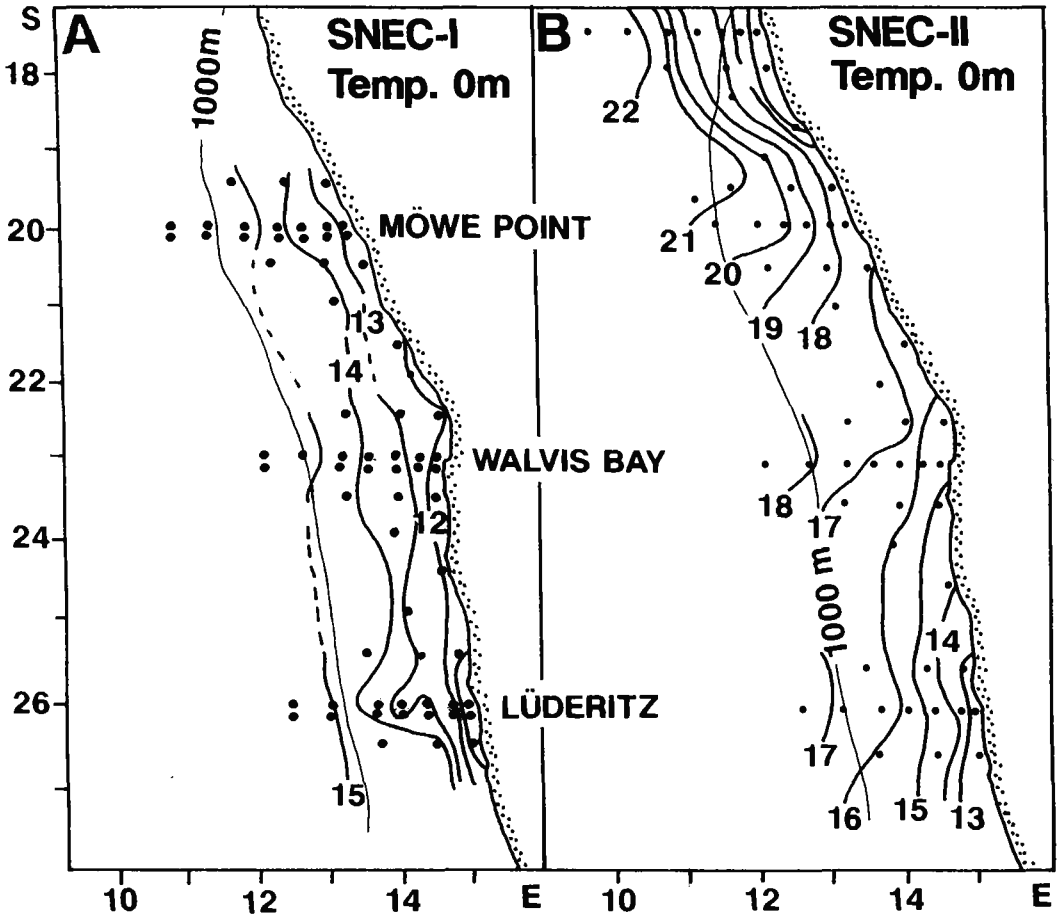 S
A
SNEC-I
Temp. 0m
1000m
18
20
22
24
26
MÖWE POINT
13
14
WALVIS BAY
12
LÜDERITZ
15
10
12
14
E
B
SNEC-II
Temp. 0m
22
21
20
19
18
18
17
1000 m
14
17
16
15
13
10
12
14
E